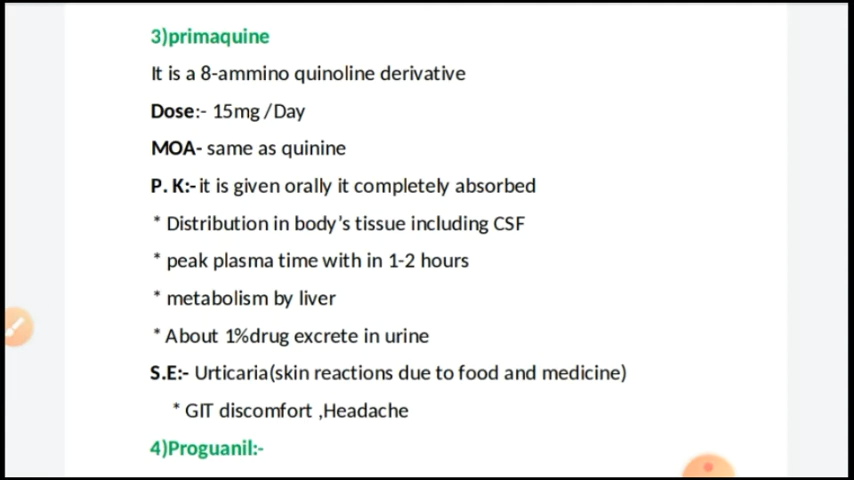 3)primaquine
It is a 8-ammino quinoline derivative
Dose:- 15mg /Day
MOA- same as quinine
P. K:- it is given orally it completely absorbed
* Distribution in body's tissue including CSF
* peak plasma time with in 1-2 hours
* metabolism by liver
* About 1%drug excrete in urine
S.E:- Urticaria(skin reactions due to food and medicine)
* GIT discomfort ,Headache
4)Proguanil:-